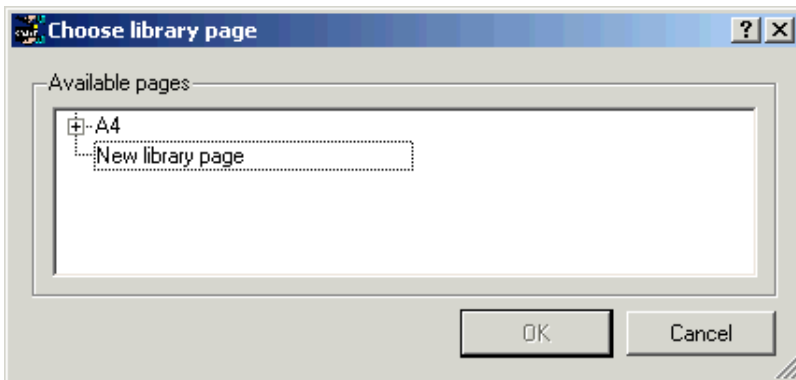 Choose library page
Available pages
A4
New library page
OK
Cancel